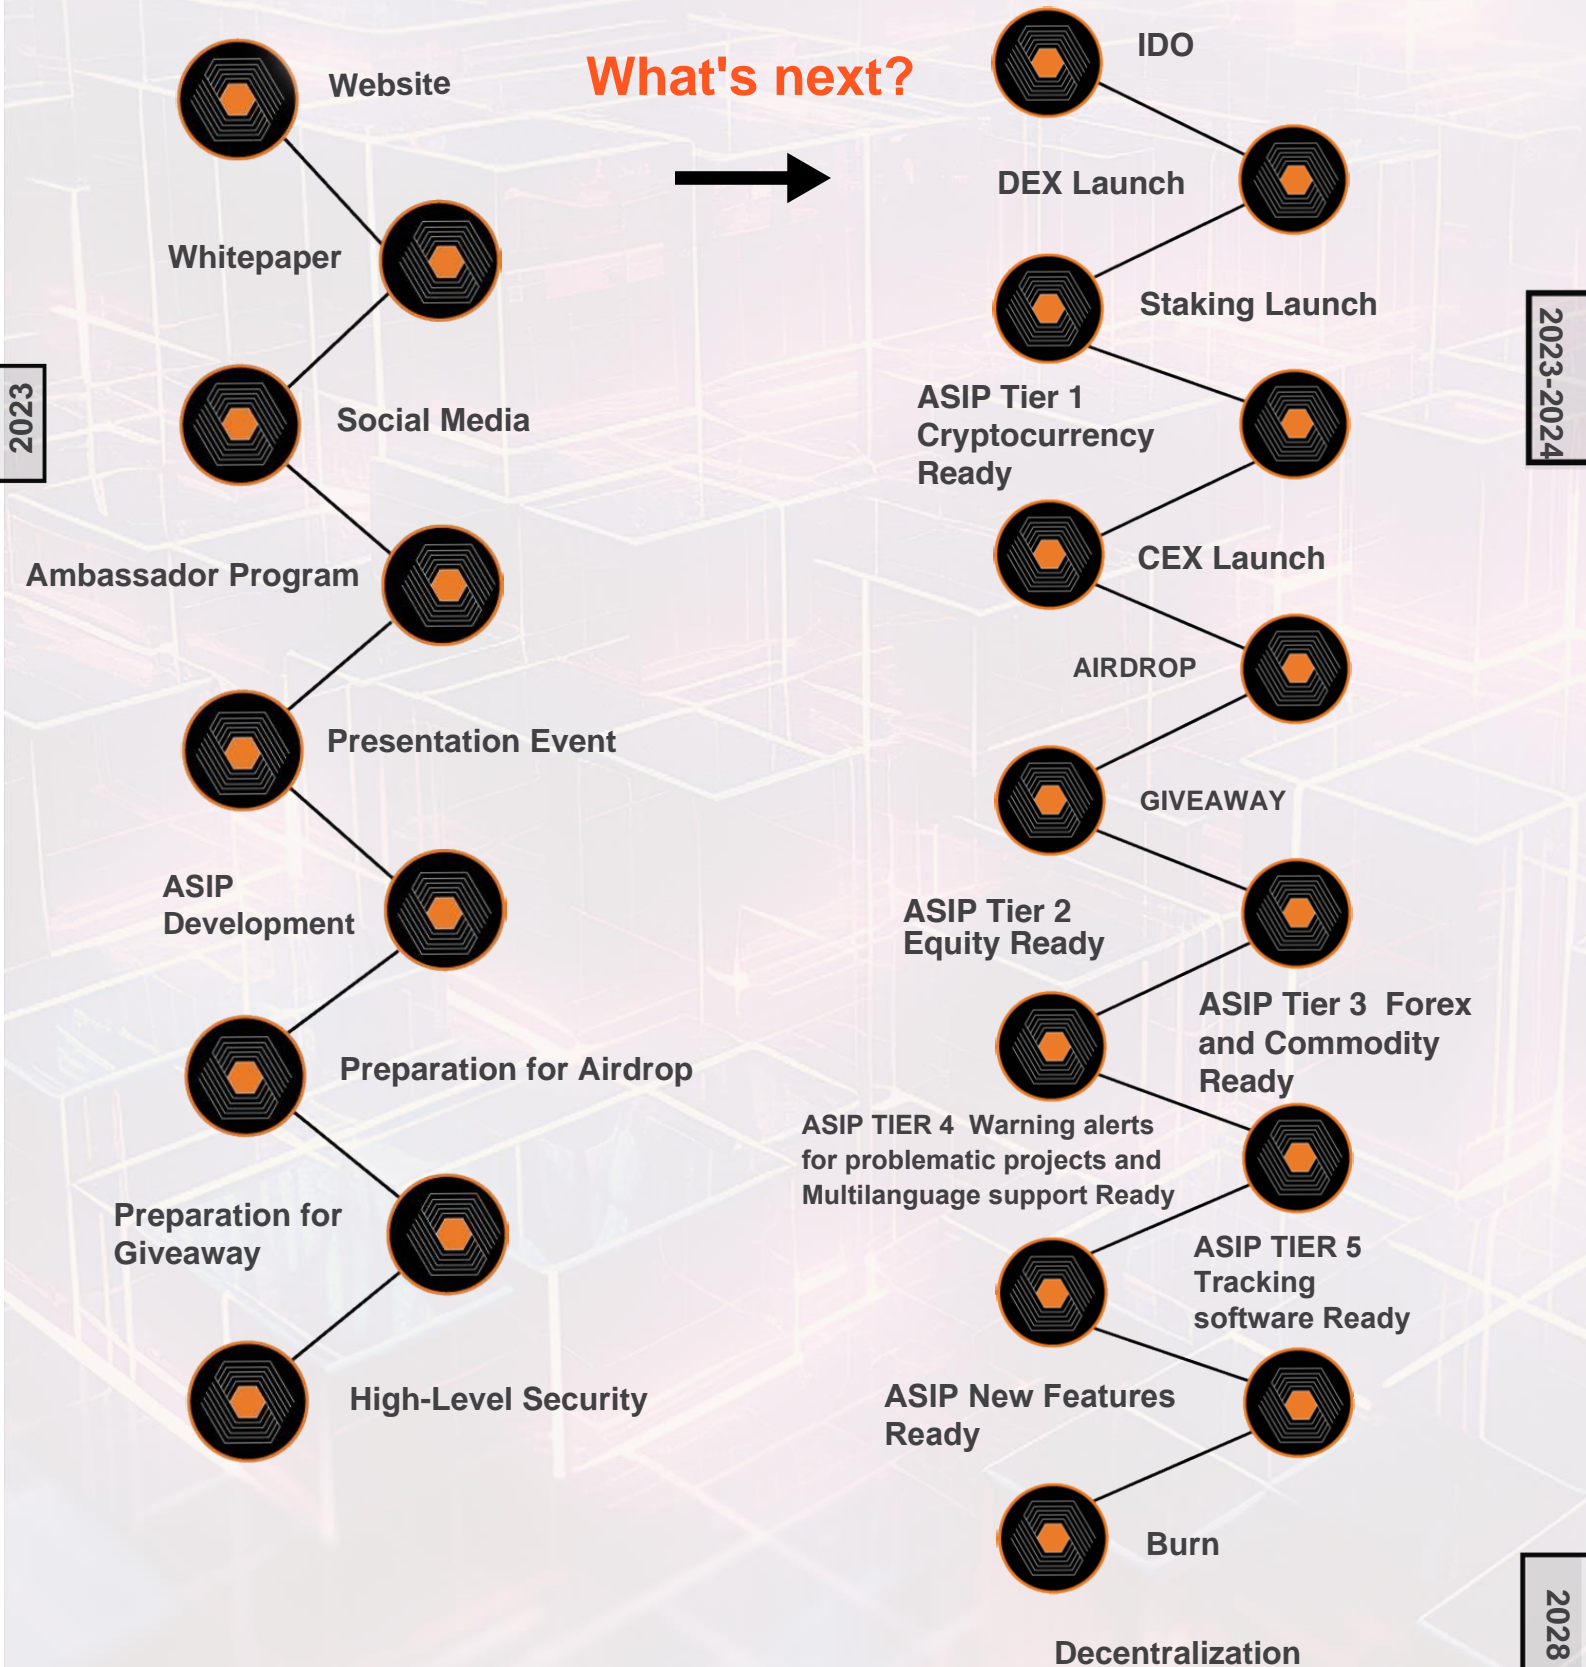 Website
Whitepaper
2023
Social Media
Ambassador Program
Presentation Event
ASIP
Development
Preparation for Airdrop
Preparation for
Giveaway
High-Level Security
What's next?
IDO
DEX Launch
Staking Launch
2023-2024
ASIP Tier 1
Cryptocurrency
Ready
CEX Launch
AIRDROP
GIVEAWAY
ASIP Tier 2
Equity Ready
ASIP Tier 3  Forex
and Commodity
Ready
ASIP TIER 4  Warning alerts
for problematic projects and
Multilanguage support Ready
ASIP TIER 5
Tracking
software Ready
ASIP New Features
Ready
Burn
2028
Decentralization